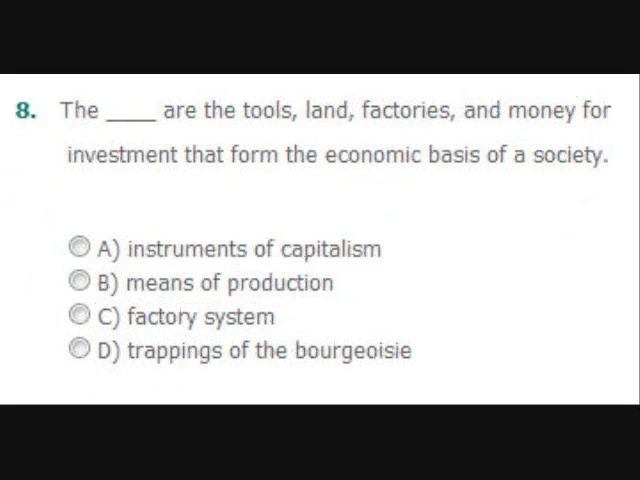 8. The ____ are the tools, land, factories, and money for
investment that form the economic basis of a society.
A) instruments of capitalism
B) means of production
C) factory system
D) trappings of the bourgeoisie